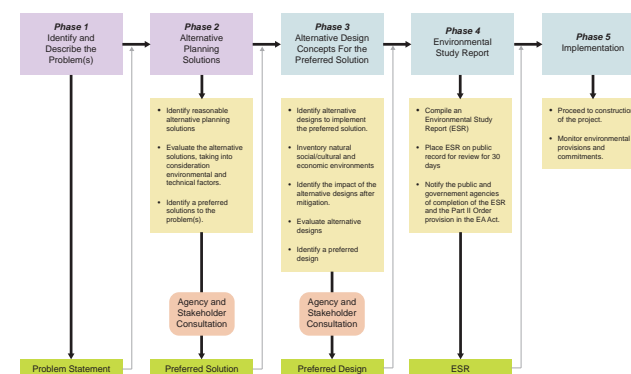 Phase 1
Identify and
Describe the
Problem(s)
Phase 2
Alternative
Planning
Solutions
Phase 3
Alternative Design
Concepts For the
Preferred Solution
Phase 4
Environmental
Study Report
Phase 5
Implementation
• Identify reasonable
alternative planning
solutions
• Evaluate the alternative
solutions, taking into
consideration
environmental and
technical factors.
• Identify a preferred
solutions to the
problem(s).
• Identify alternative
designs to implement
the preferred solution.
• Inventory natural
social/cultural and
economic environments
• Identify the impact of the
alternative designs after
mitigation.
• Evaluate alternative
designs
• Identify a preferred
design
• Compile an
Environmental Study
Report (ESR)
• Place ESR on public
record for review for 30
days
• Notify the public and
governement agencies
of completion of the ESR
and the Part II Order
provision in the EA Act.
• Proceed to construction
of the project.
• Monitor environmental
provisions and
commitments.
Agency and
Stakeholder
Consultation
Agency and
Stakeholder
Consultation
Problem Statement
Preferred Solution
Preferred Design
ESR